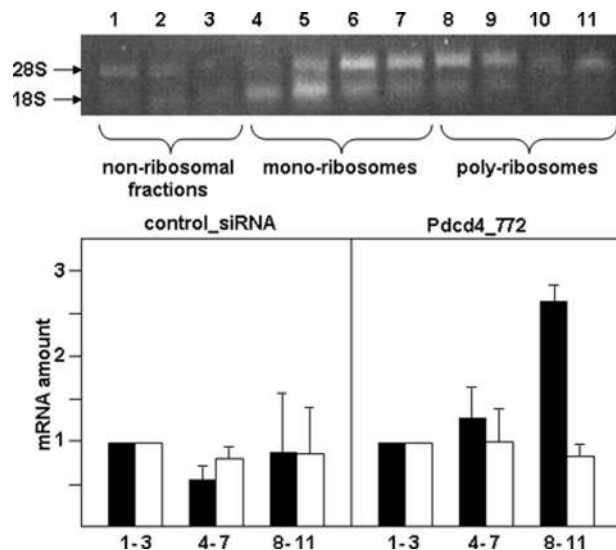 1 2 3 4 5 6 7 8 9 10 11
28S
18S
non-ribosomal fractions
mono-ribosomes
poly-ribosomes
control_siRNA
Pdcd4_772
mRNA amount
3
2
1
1-3 4-7 8-11 1-3 4-7 8-11